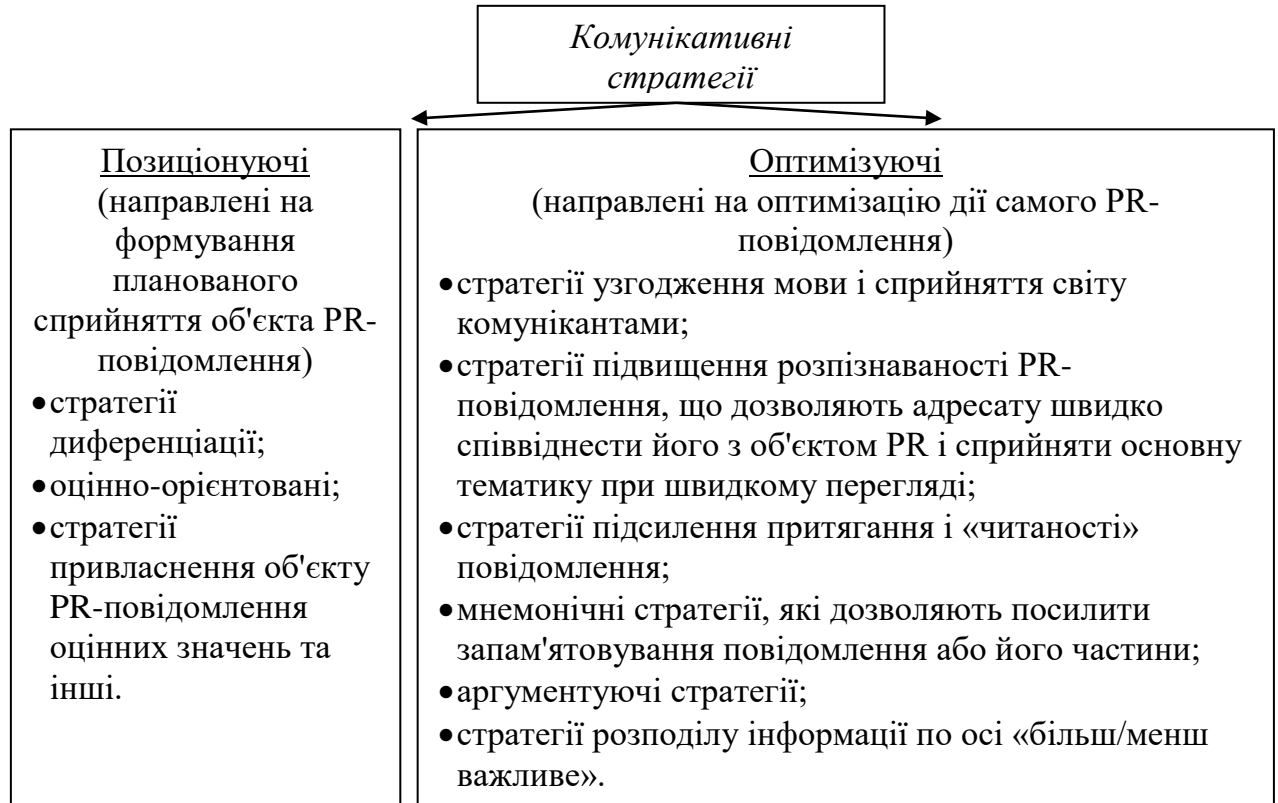 Комунікативні
стратегії
Позиціонуючі
(направлені на
формування
планованого
сприйняття об'єкта PR-
повідомлення)
•стратегії
диференціації;
•оцінно-орієнтовані;
•стратегії
привласнення об'єкту
PR-повідомлення
оцінних значень та
інші.
Оптимізуючі
(направлені на оптимізацію дії самого PR-
повідомлення)
•стратегії узгодження мови і сприйняття світу
комунікантами;
•стратегії підвищення розпізнаваності PR-
повідомлення, що дозволяють адресату швидко
співвіднести його з об'єктом PR і сприйняти основну
тематику при швидкому перегляді;
•стратегії підсилення притягання і «читаності»
повідомлення;
•мнемонічні стратегії, які дозволяють посилити
запам'ятовування повідомлення або його частини;
•аргументуючі стратегії;
•стратегії розподілу інформації по осі «більш/менш
важливе».